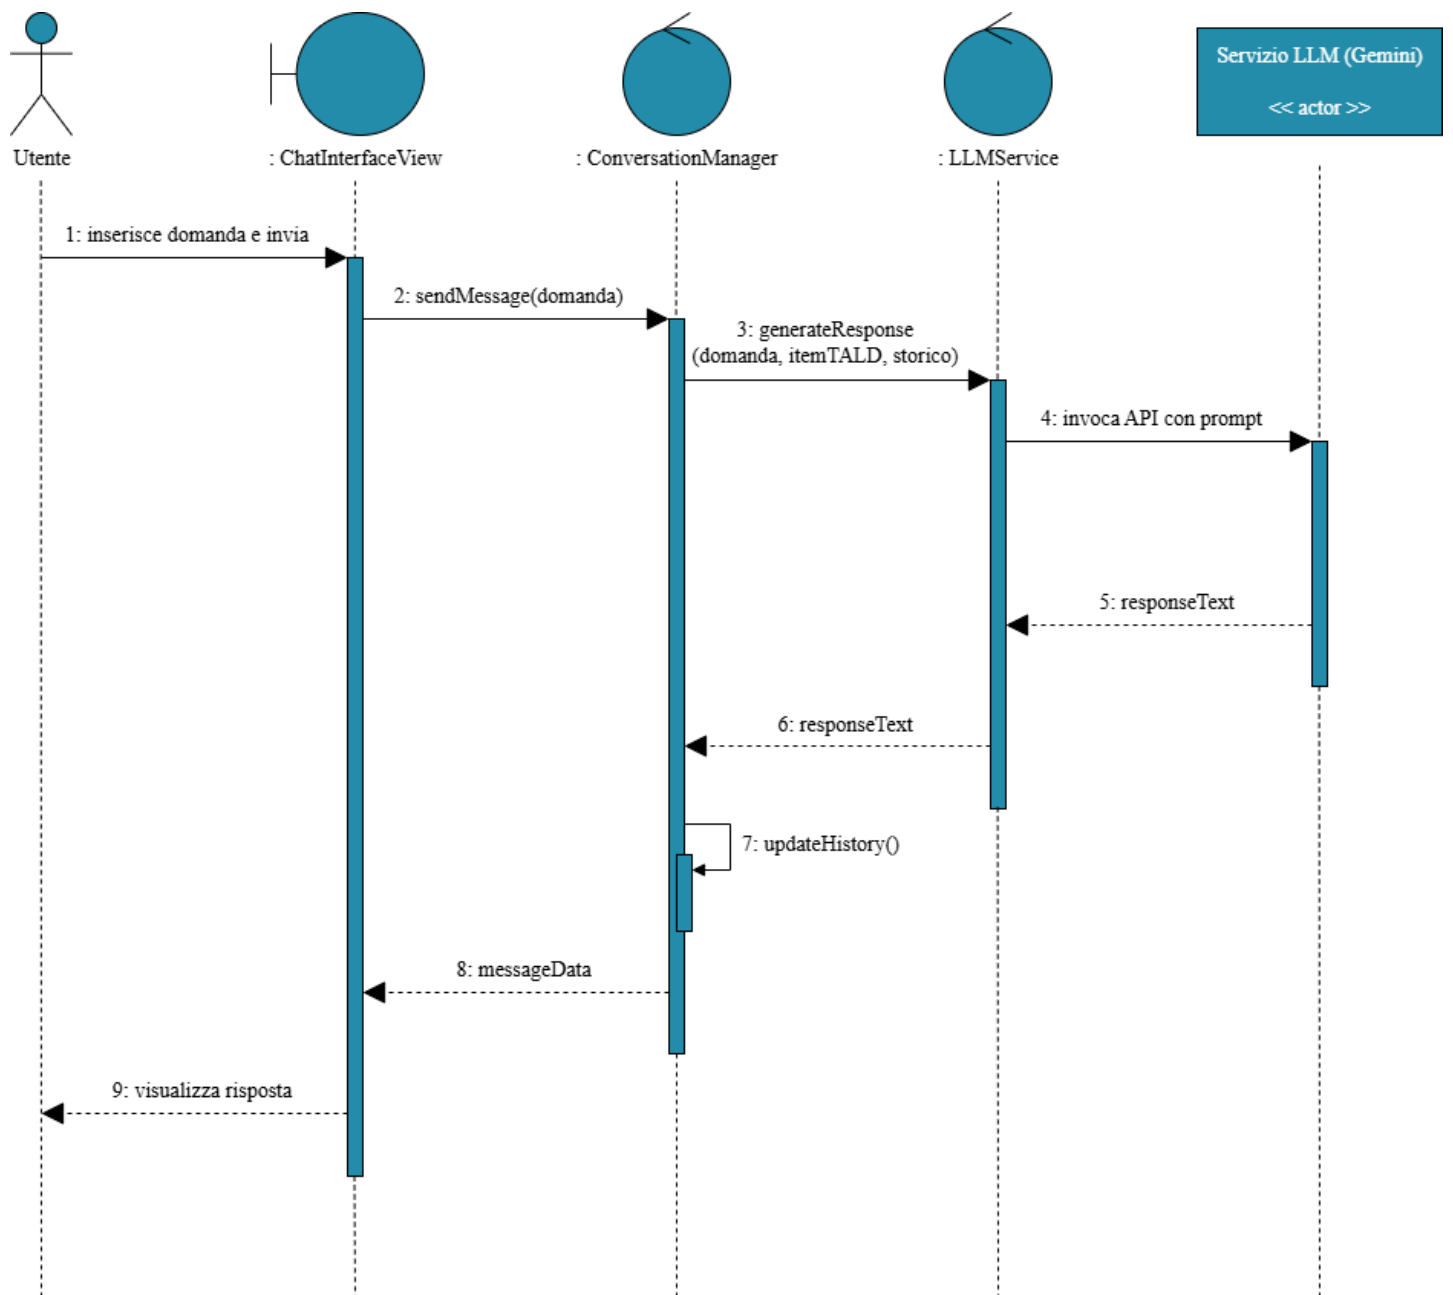 Servizio LLM (Gemini)
<< actor >>
Utente
: ChatInterfaceView
: ConversationManager
: LLMService
1: inserisce domanda e invia
2: sendMessage(domanda)
3: generateResponse
(domanda, itemTALD, storico)
4: invoca API con prompt
5: responseText
6: responseText
7: updateHistory()
8: messageData
9: visualizza risposta